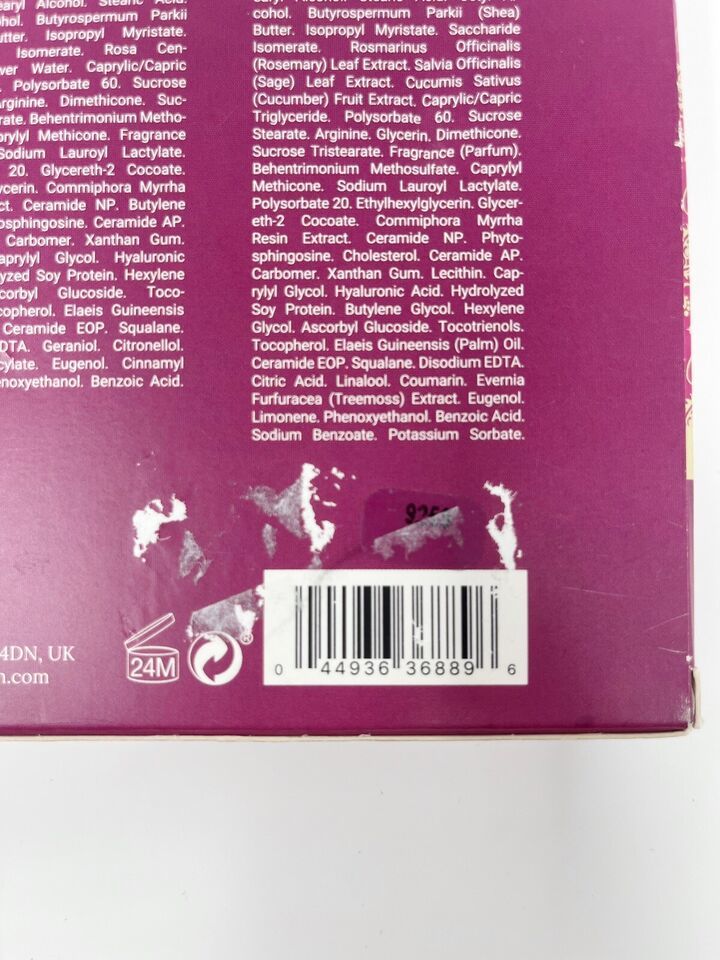 earyl Alcohol. Stearic Acid.
ohol. Butyrospermum Parkii
utter. Isopropyl Myristate.
Isomerate. Rosa Cen-
wer Water. Caprylic/Capric
Polysorbate 60. Sucrose
Arginine. Dimethicone. Suc-
rate. Behentrimonium Metho-
prylyl Methicone. Fragrance
Sodium Lauroyl Lactylate.
20. Glycereth-2 Cocoate.
ycerin. Commiphora Myrrha
ct. Ceramide NP. Butylene
osphingosine. Ceramide AP.
Carbomer. Xanthan Gum.
aprylyl Glycol. Hyaluronic
lyzed Soy Protein. Hexylene
corbyl Glucoside. Toco-
copherol. Elaeis Guineensis
Ceramide EOP. Squalane.
DTA. Geraniol. Citronellol.
cylate. Eugenol. Cinnamyl
enoxyethanol. Benzoic Acid.
cohol. Butyrospermum Parkii (Shea)
Butter. Isopropyl Myristate. Saccharide
Isomerate. Rosmarinus Officinalis
(Rosemary) Leaf Extract. Salvia Officinalis
(Sage) Leaf Extract. Cucumis Sativus
(Cucumber) Fruit Extract. Caprylic/Capric
Triglyceride. Polysorbate 60. Sucrose
Stearate. Arginine. Glycerin. Dimethicone.
Sucrose Tristearate. Fragrance (Parfum).
Behentrimonium Methosulfate. Caprylyl
Methicone. Sodium Lauroyl Lactylate.
Polysorbate 20. Ethylhexylglycerin. Glycer-
eth-2 Cocoate. Commiphora Myrrha
Resin Extract. Ceramide NP. Phyto-
sphingosine. Cholesterol. Ceramide AP.
Carbomer. Xanthan Gum. Lecithin. Cap-
rylyl Glycol. Hyaluronic Acid. Hydrolyzed
Soy Protein. Butylene Glycol. Hexylene
Glycol. Ascorbyl Glucoside. Tocotrienols.
Tocopherol. Elaeis Guineensis (Palm) Oil.
Ceramide EOP. Squalane. Disodium EDTA.
Citric Acid. Linalool. Coumarin. Evernia
Furfuracea (Treemoss) Extract. Eugenol.
Limonene. Phenoxyethanol. Benzoic Acid.
Sodium Benzoate. Potassium Sorbate.
4DN, UK
n.com
24M
®
0 44936 36889 6